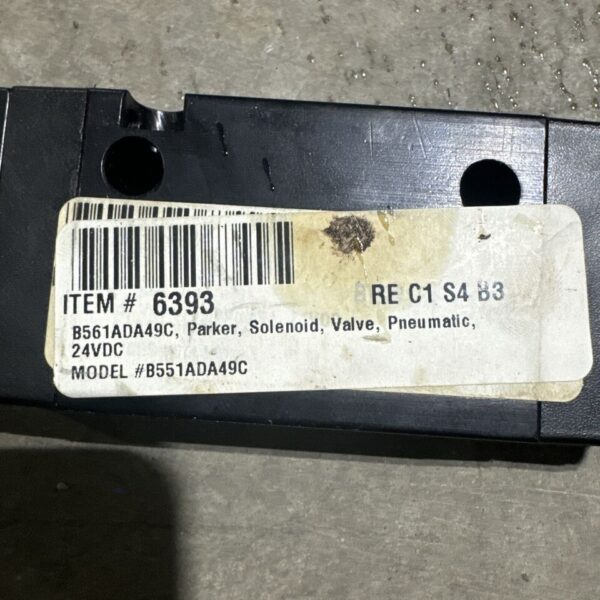 ITEM # 6393
RE C1 S4 B3
B561ADA49C, Parker, Solenoid, Valve, Pneumatic,
24VDC
MODEL #B551ADA49C